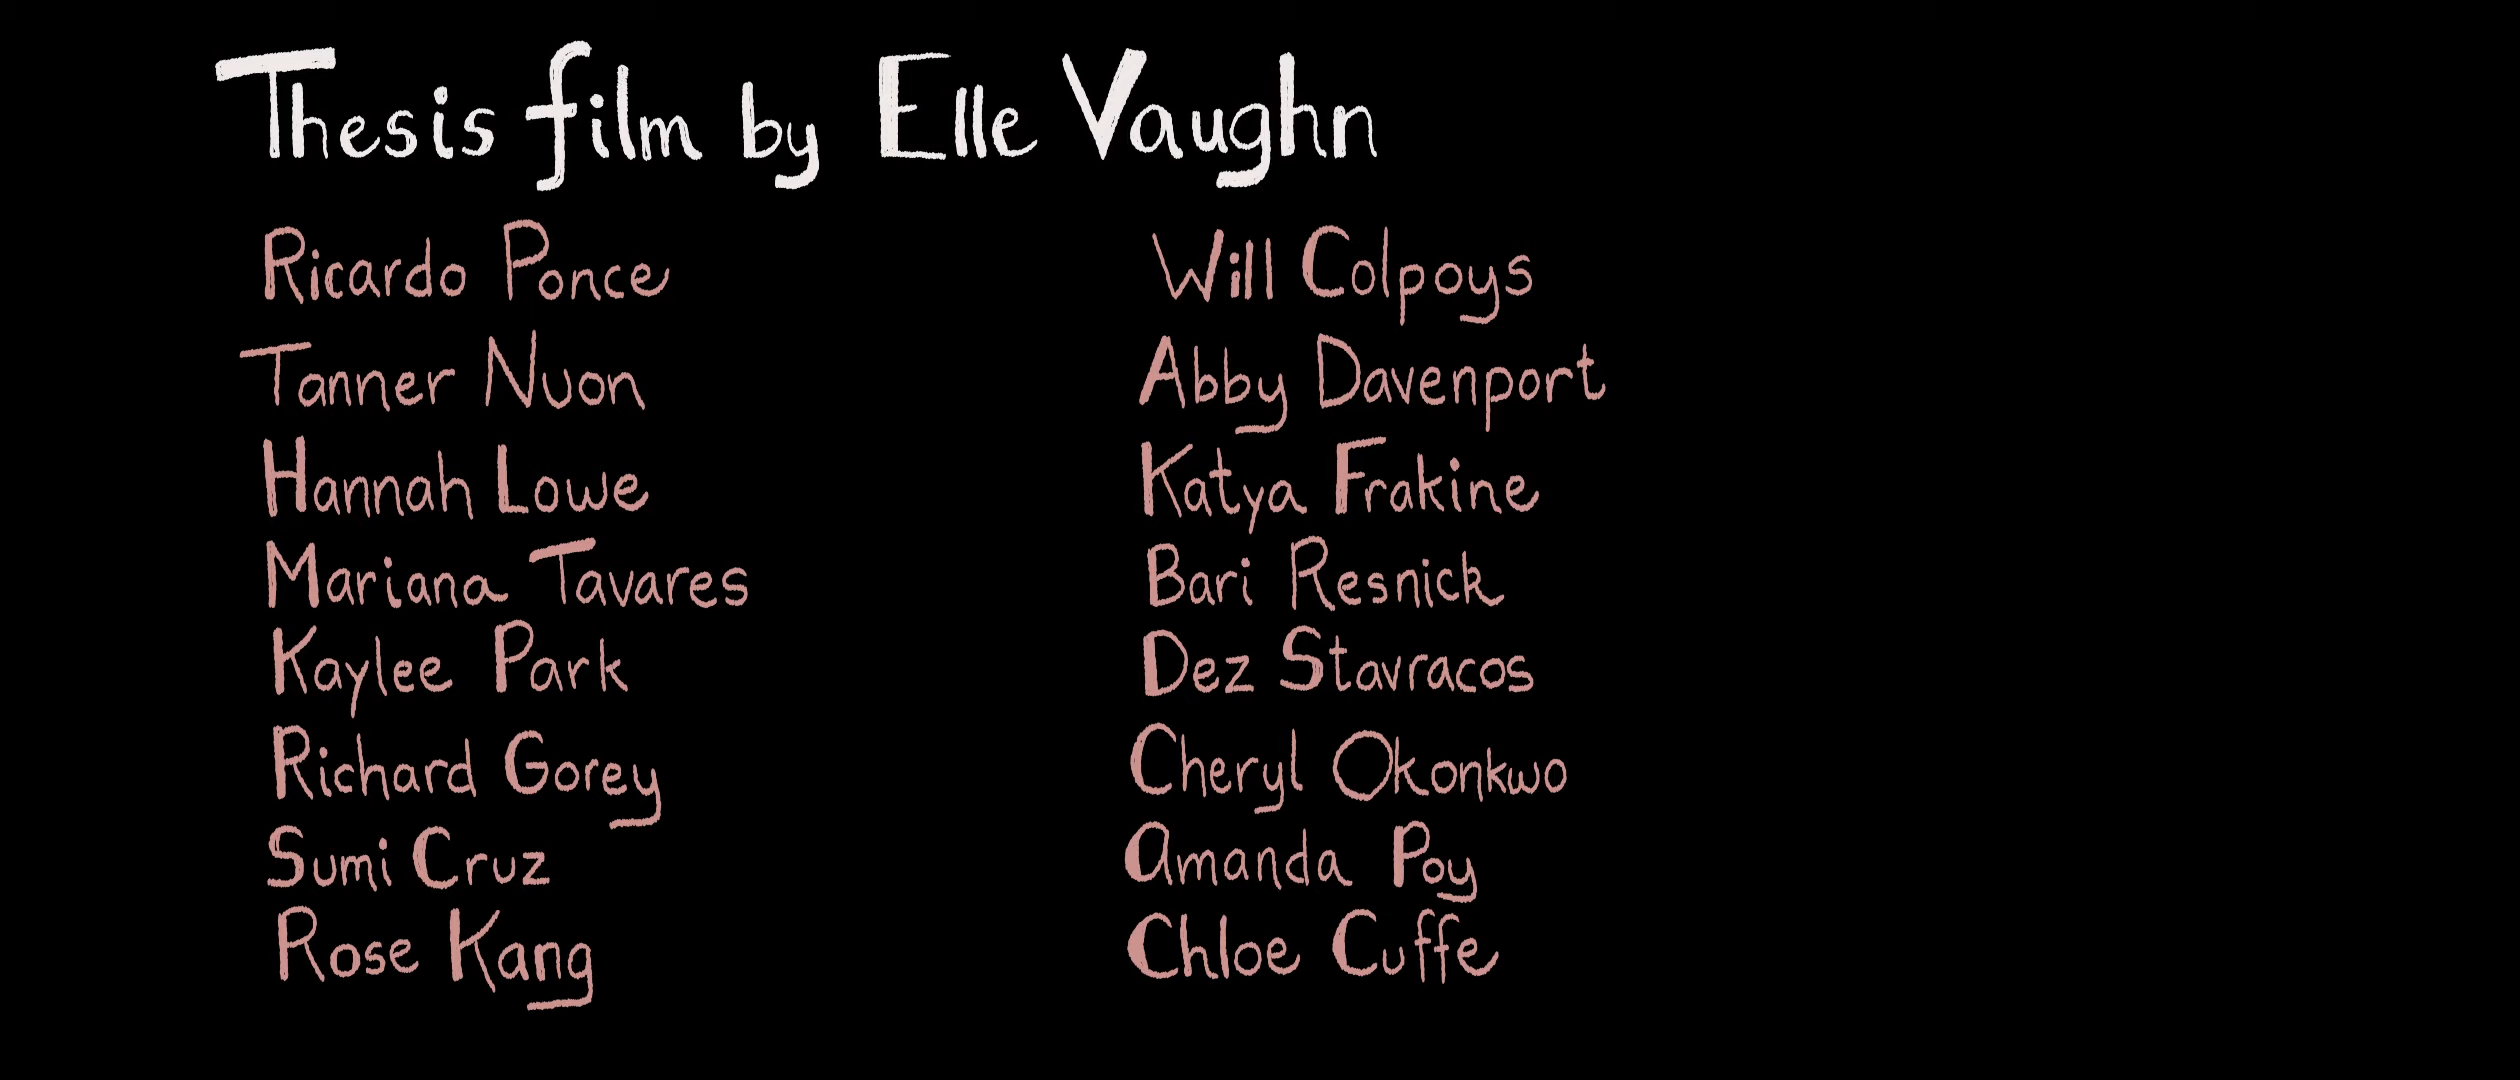 Thesis film by Elle Vaughn
Ricardo Ponce
Tanner Nuon
Hannah Lowe
Mariana Tavares
Kaylee Park
Richard Gorey
Sumi Cruz
Rose Kang
Will Colpoys
Abby Davenport
Katya Frakine
Bari Resnick
Dez Stavracos
Cheryl Okonkwo
Amanda Poy
Chloe Cuffe